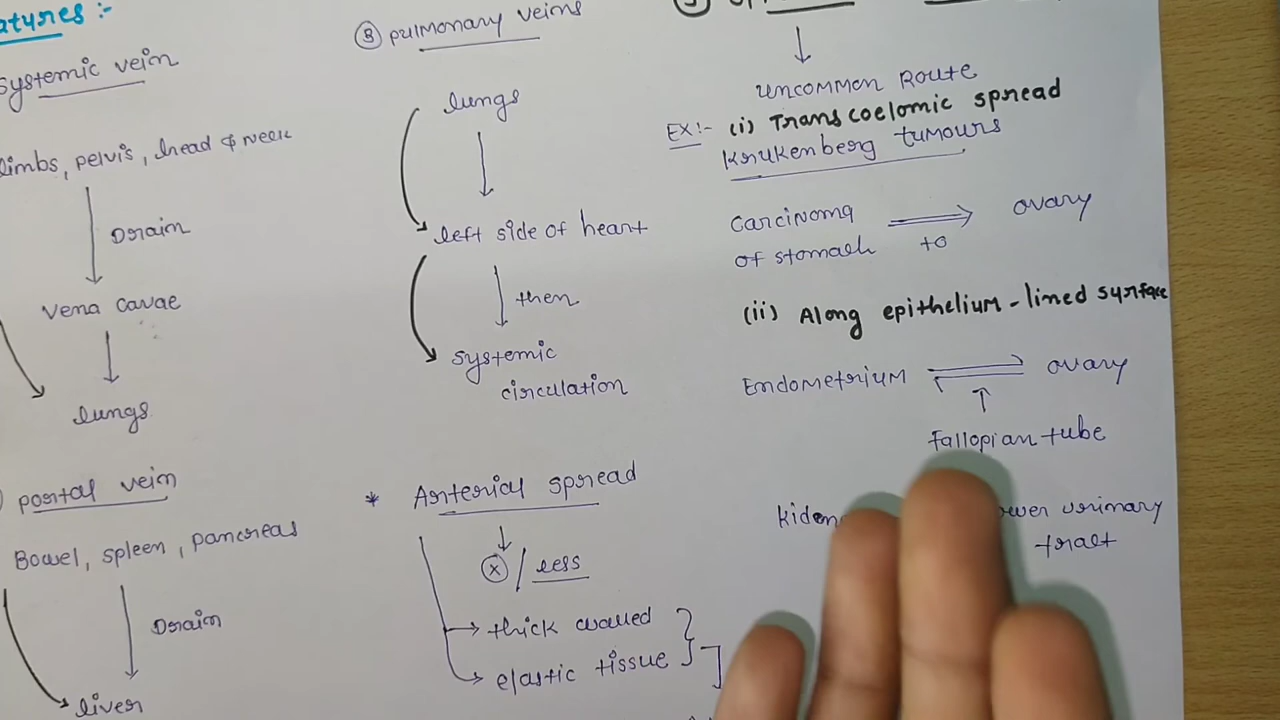 atures :-
Systemic vein
limbs, pelvis, head & neck
Drain
vena cavae
lungs
portal vein
Bowel, spleen, pancreas
Drain
liver
Ⓑ pulmonary veins
lungs
left side of heart
then
systemic
circulation
* Arterial spread
ⓧ / less
thick walled
elastic tissue
uncommon Route
EX:- (i) Trans coelomic spread
Krukenberg tumours
Carcinoma
of stomach
to
ovary
(ii) Along epithelium-lined surface
Endometrium
ovary
Fallopian tube
urinary
tract